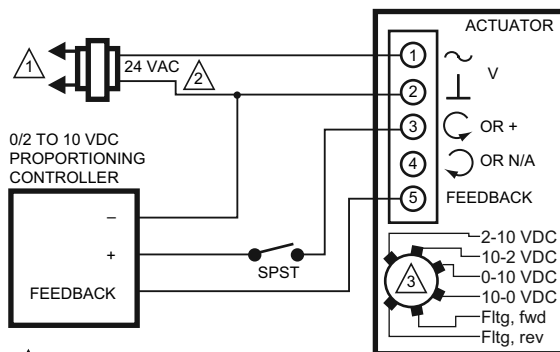 ACTUATOR
1
24 VAC
2
1
V
2
0/2 TO 10 VDC
PROPORTIONING
CONTROLLER
3
OR +
4
OR N/A
5
FEEDBACK
–
+
SPST
FEEDBACK
3
2-10 VDC
10-2 VDC
0-10 VDC
10-0 VDC
Fltg, fwd
Fltg, rev